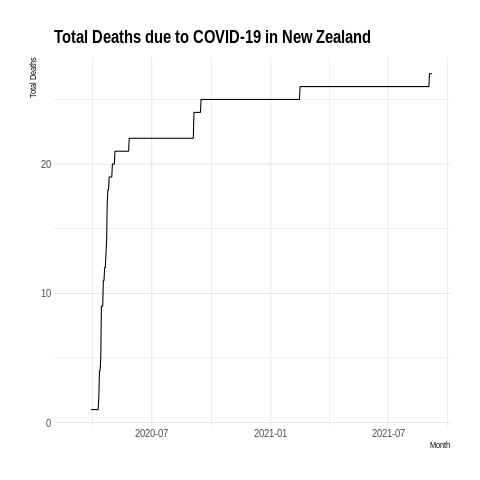 Total Deaths due to COVID-19 in New Zealand
Total Deaths
20
10
0
2020-07
2021-01
2021-07
Month